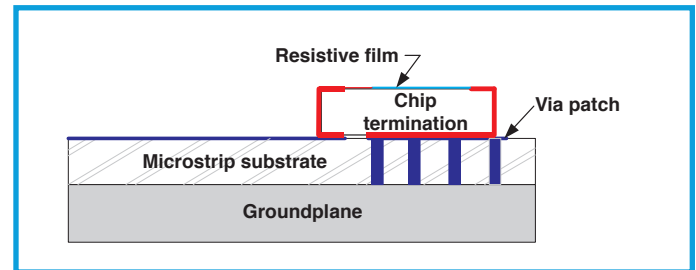 Resistive film
Chip
termination
Via patch
Microstrip substrate
Groundplane